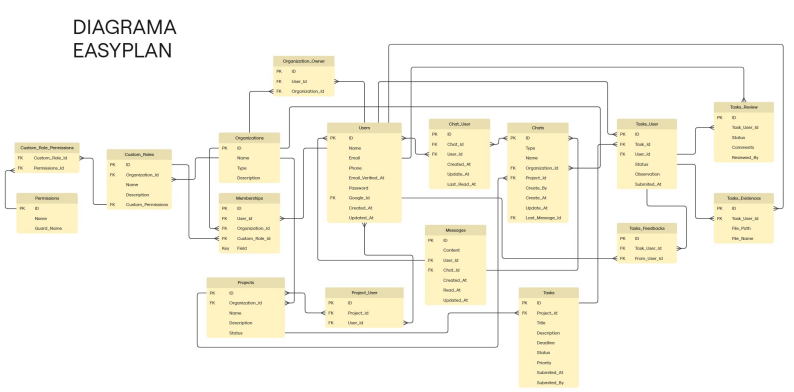 DIAGRAMA
EASYPLAN
Organization_Owner
PK ID
FK User_Id
FK Organization_Id
Organizations
PK ID
Name
Type
Description
Custom_Roles
PK ID
FK Organization_Id
Name
Description
FK Custom_Permissions
Custom_Role_Permissions
FK Custom_Role_Id
FK Permissions_Id
Permissions
PK ID
Name
Guard_Name
Memberships
PK ID
FK User_Id
FK Organization_Id
FK Custom_Role_Id
Key Field
Users
PK ID
Name
Email
Phone
Email_Verified_At
Password
FK Google_Id
Created_At
Updated_At
Chat_User
PK ID
FK Chat_Id
FK User_Id
Created_At
Update_At
Last_Read_At
Chats
PK ID
Type
Name
FK Organization_Id
FK Project_Id
Create_By
Create_At
Update_At
FK Last_Message_Id
Tasks_User
PK ID
FK Task_Id
FK User_Id
Status
Observation
Submited_At
Tasks_Review
PK ID
FK Task_User_Id
Status
Comments
Reviewed_By
Tasks_Evidences
PK ID
FK Task_User_Id
File_Path
File_Name
Tasks_Feedbacks
PK ID
FK Task_User_Id
FK From_User_Id
Messages
PK ID
Content
FK User_Id
FK Chat_Id
Created_At
Read_At
Updated_At
Projects
PK ID
FK Organization_Id
Name
Description
Status
Project_User
PK ID
FK Project_Id
FK User_Id
Tasks
PK ID
FK Project_Id
Title
Description
Deadline
Status
Priority
Submited_At
Submited_By